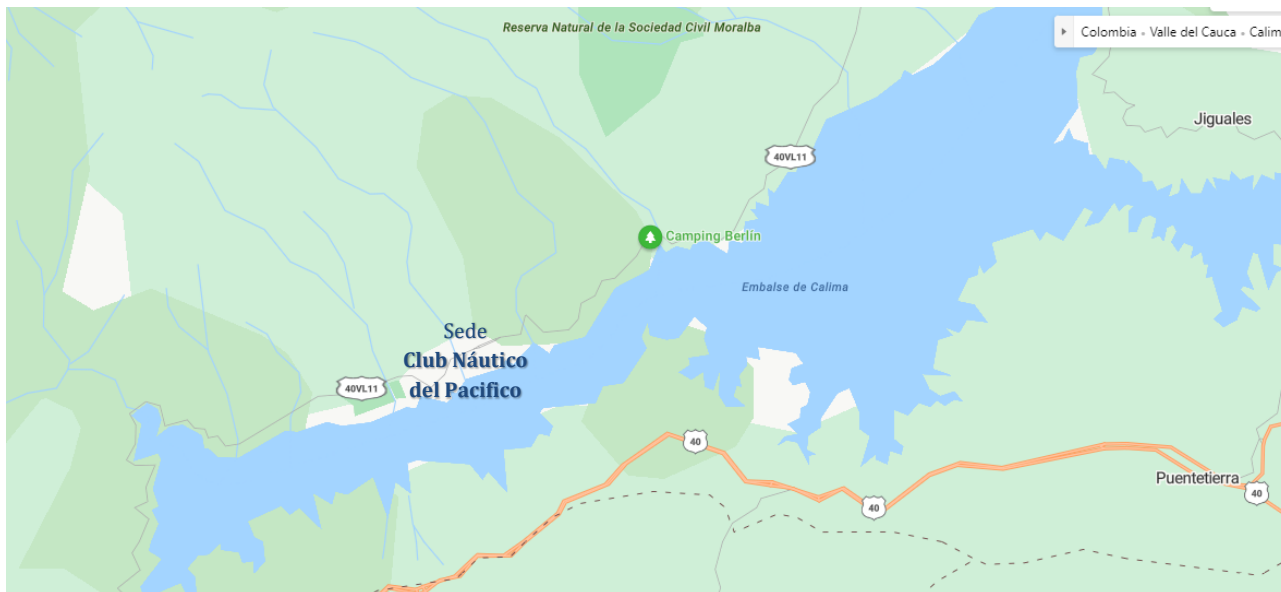 Reserva Natural de la Sociedad Civil Moralba
Colombia • Valle del Cauca • Calim
Jiguales
40VL11
Camping Berlín
Embalse de Calima
Sede
Club Náutico
del Pacifico
40VL11
40
Puentetierra
40
40